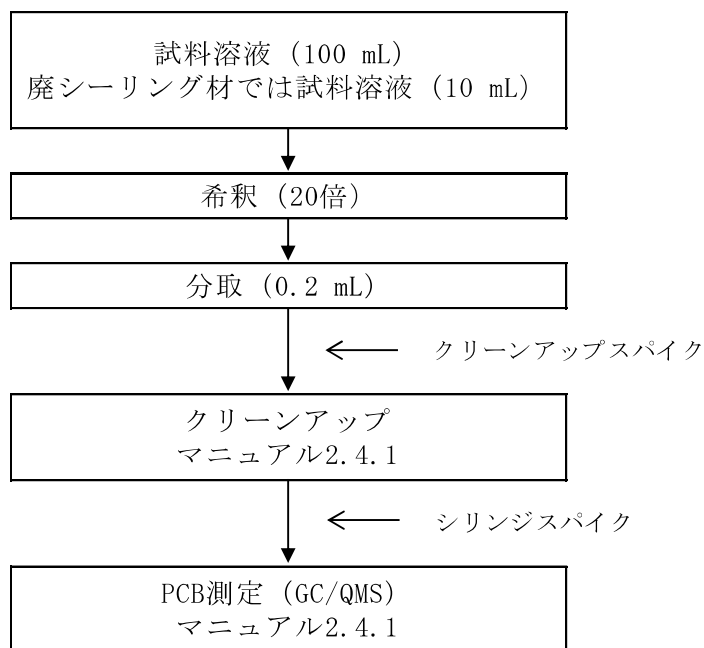 試料溶液（100 mL）
廃シーリング材では試料溶液（10 mL）
希釈（20倍）
分取（0.2 mL）
クリーンアップスパイク
クリーンアップ
マニュアル2.4.1
シリンジスパイク
PCB測定（GC/QMS）
マニュアル2.4.1